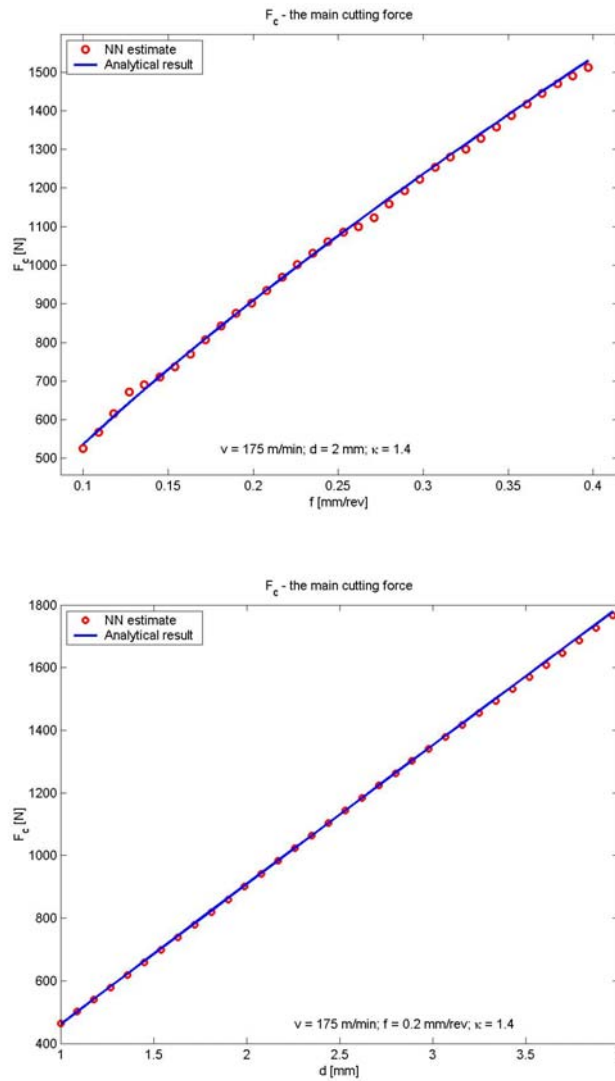 F_c - the main cutting force
NN estimate
Analytical result
1500
1400
1300
1200
1100
1000
900
800
700
600
500
F_c [N]
v = 175 m/min; d = 2 mm; κ = 1.4
0.1 0.15 0.2 0.25 0.3 0.35 0.4
f [mm/rev]
F_c - the main cutting force
1800
NN estimate
Analytical result
1600
1400
1200
1000
800
600
400
F_c [N]
v = 175 m/min; f = 0.2 mm/rev; κ = 1.4
1 1.5 2 2.5 3 3.5
d [mm]